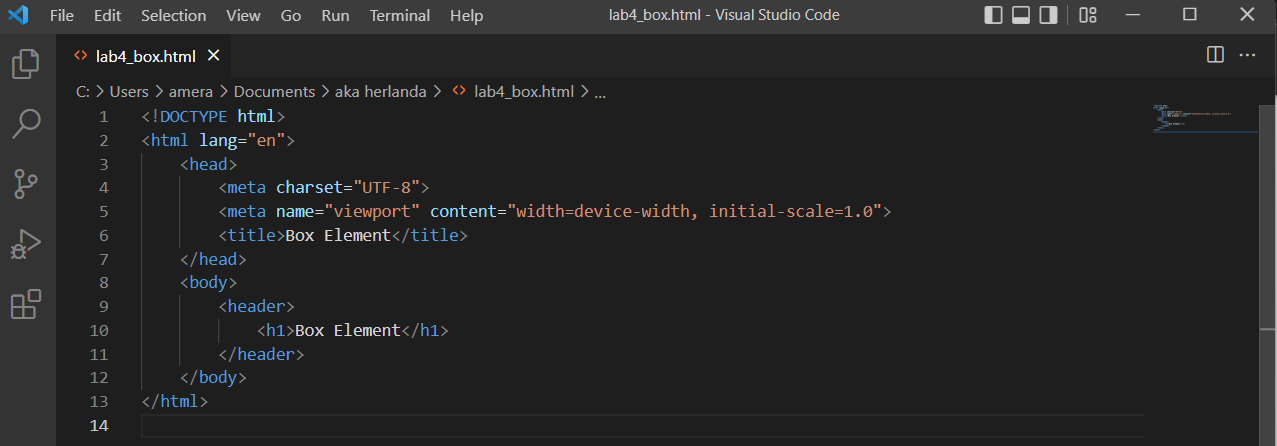 File Edit Selection View Go Run Terminal Help lab4_box.html - Visual Studio Code
lab4_box.html
C: > Users > amera > Documents > aka herlanda > lab4_box.html > ...
1 <!DOCTYPE html>
2 <html lang="en">
3 <head>
4 <meta charset="UTF-8">
5 <meta name="viewport" content="width=device-width, initial-scale=1.0">
6 <title>Box Element</title>
7 </head>
8 <body>
9 <header>
10 <h1>Box Element</h1>
11 </header>
12 </body>
13 </html>
14